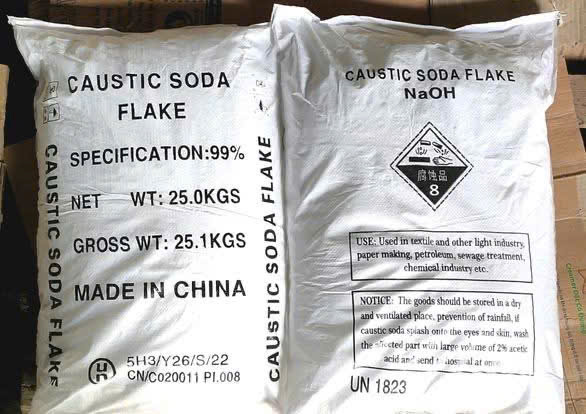 CAUSTIC SODA
FLAKE
SPECIFICATION:99%
NET WT: 25.0KGS
GROSS WT: 25.1KGS
MADE IN CHINA
5H3/Y26/S/22
CN/C020011 PI.008
CAUSTIC SODA FLAKE
CAUSTIC SODA FLAKE
CAUSTIC SODA FLAKE
NaOH
腐蚀品
8
USE: Used in textile and other light industry,
paper making, petroleum, sewage treatment,
chemical industry etc.
NOTICE: The goods should be stored in a dry
and ventilated place, prevention of rainfall, if
caustic soda splash onto the eyes and skin, wash
the affected part with large volume of 2% acetic
acid and send to hospital at once
UN 1823